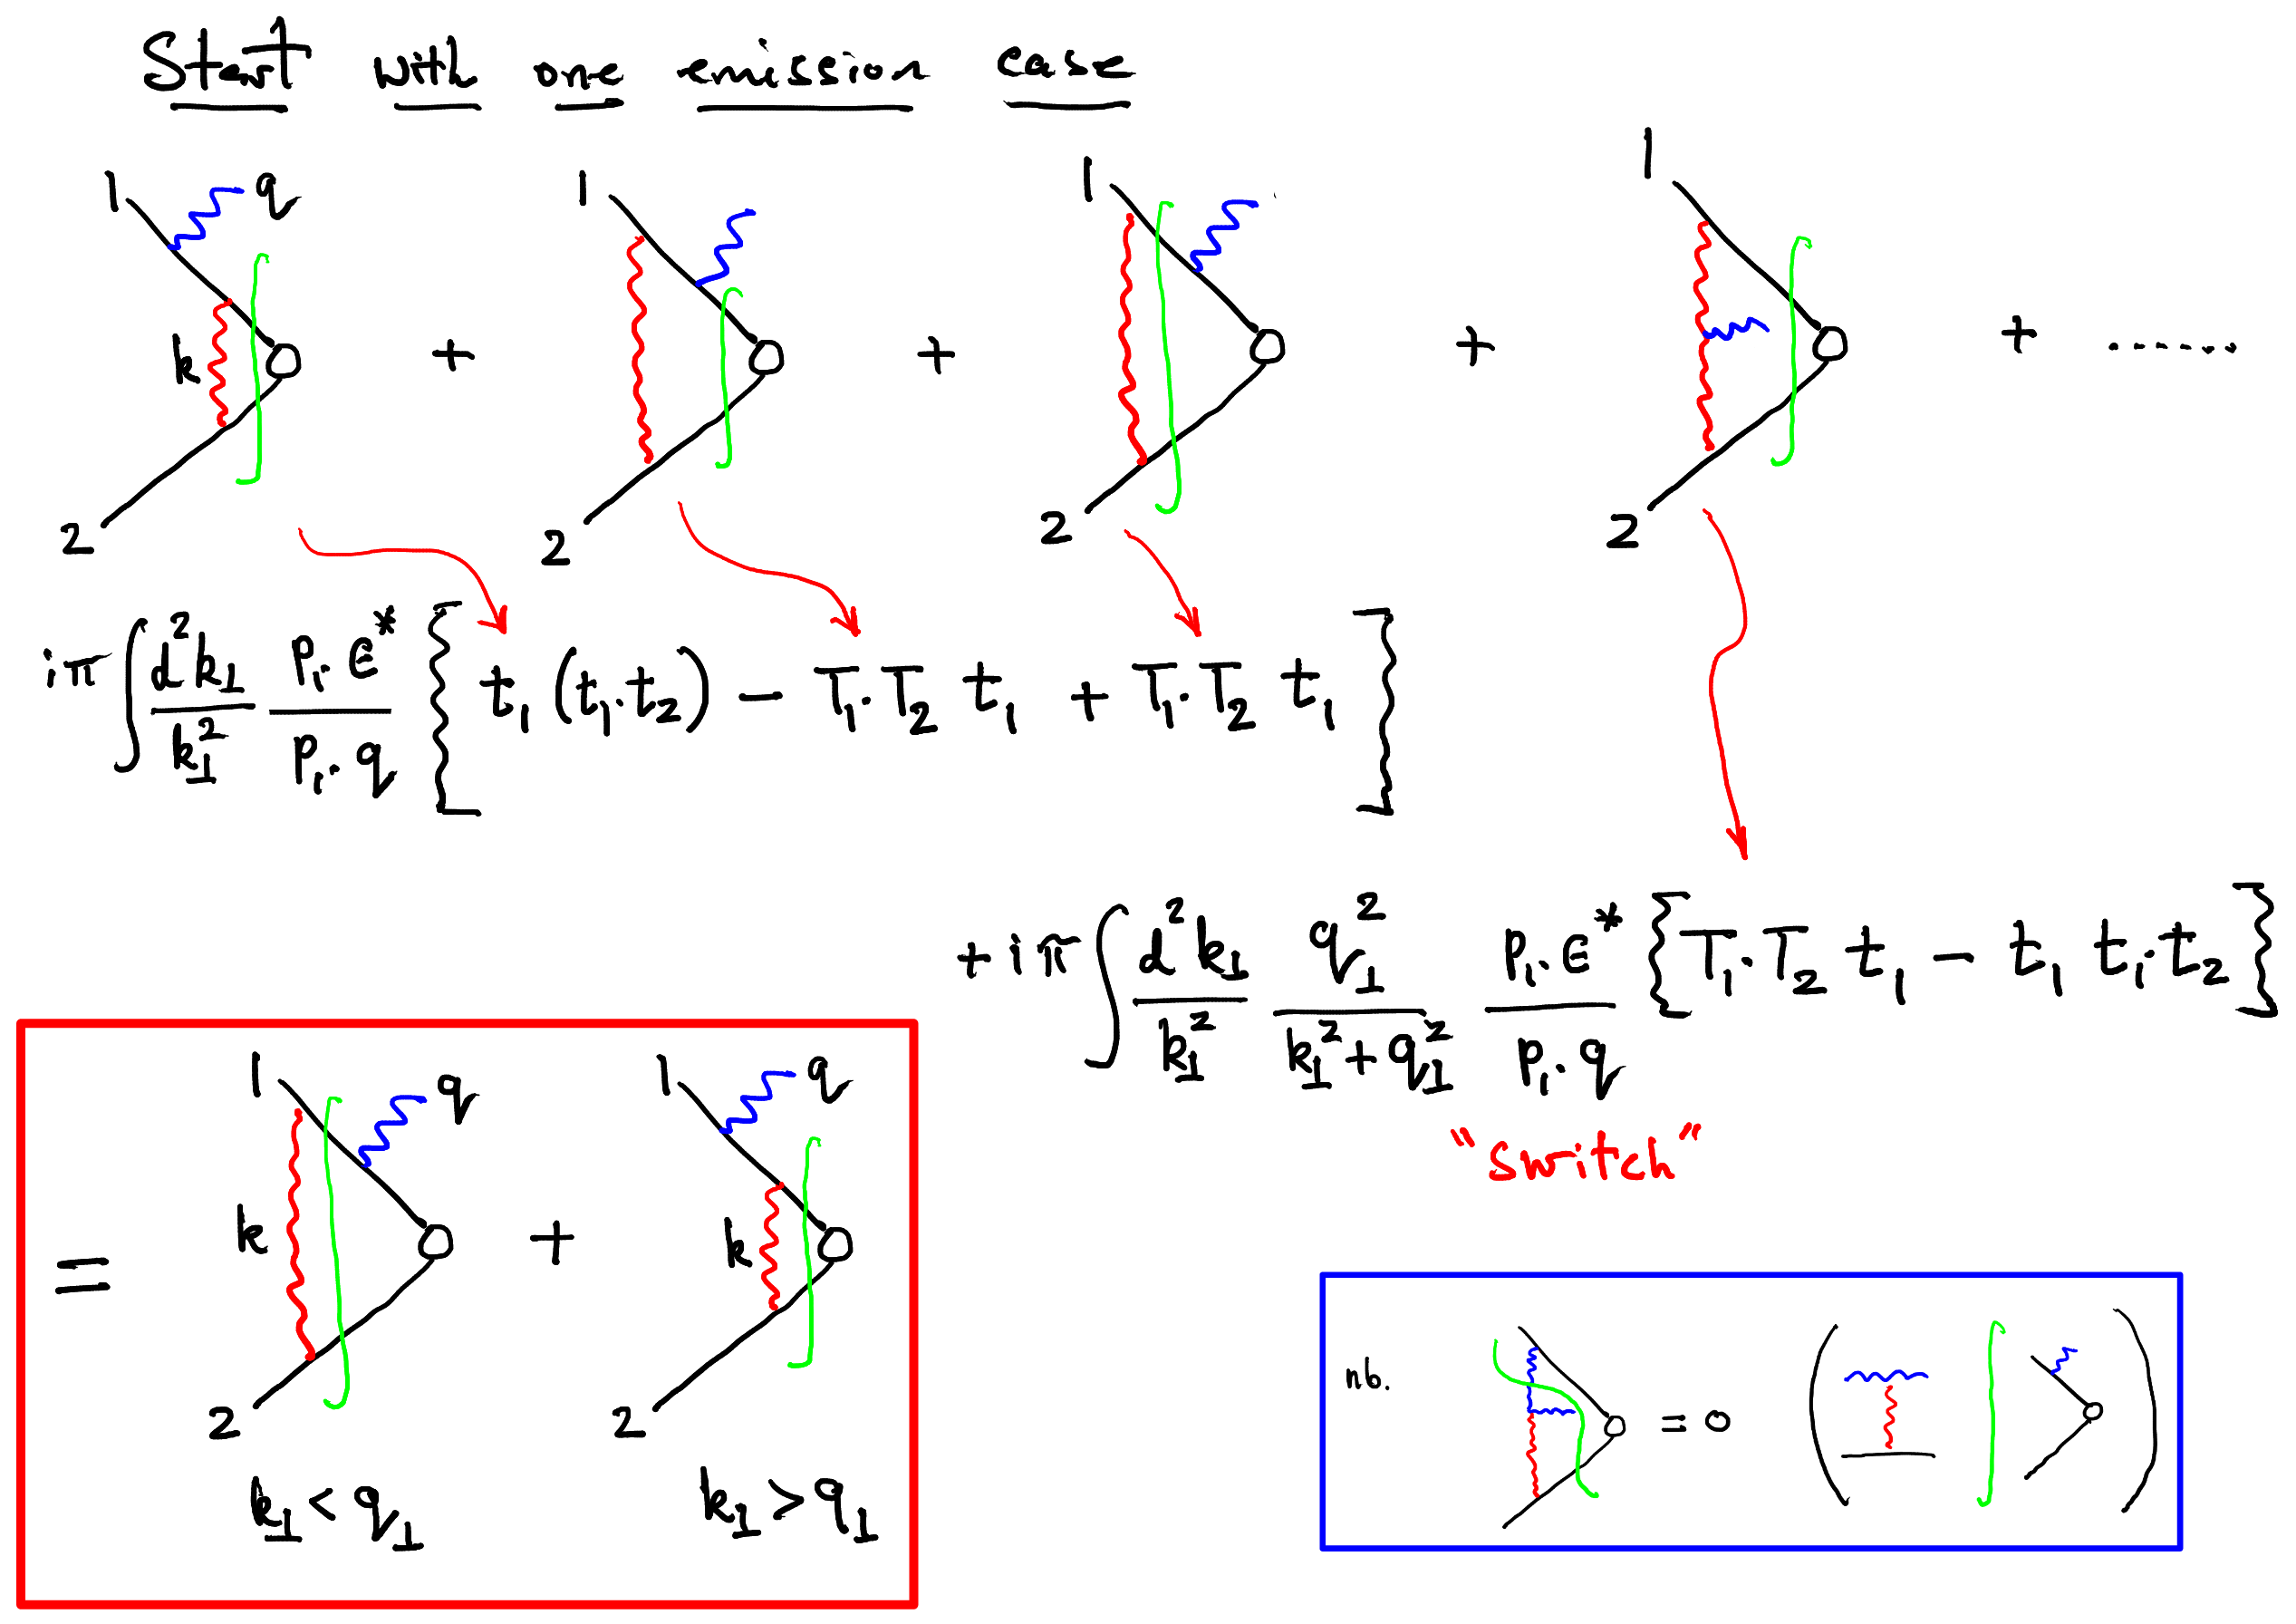 Start with one emission case
1 q + 1 + 1 + 1 + .......
k
2 2 2 2
iπ ∫ d²k⊥/k⊥² p₁·ε*/p₁·q [ t₁(t₁·t₂) − T₁·T₂ t₁ + T₁·T₂ t₁ ]
+ iπ ∫ d²k⊥/k⊥² q⊥²/(k⊥²+q⊥²) p₁·ε*/p₁·q { T₁·T₂ t₁ − t₁ t₁·t₂ }
"switch"
1 q 1 q
= k + k
2 2
k⊥ < q⊥ k⊥ > q⊥
nb. = 0 ( )